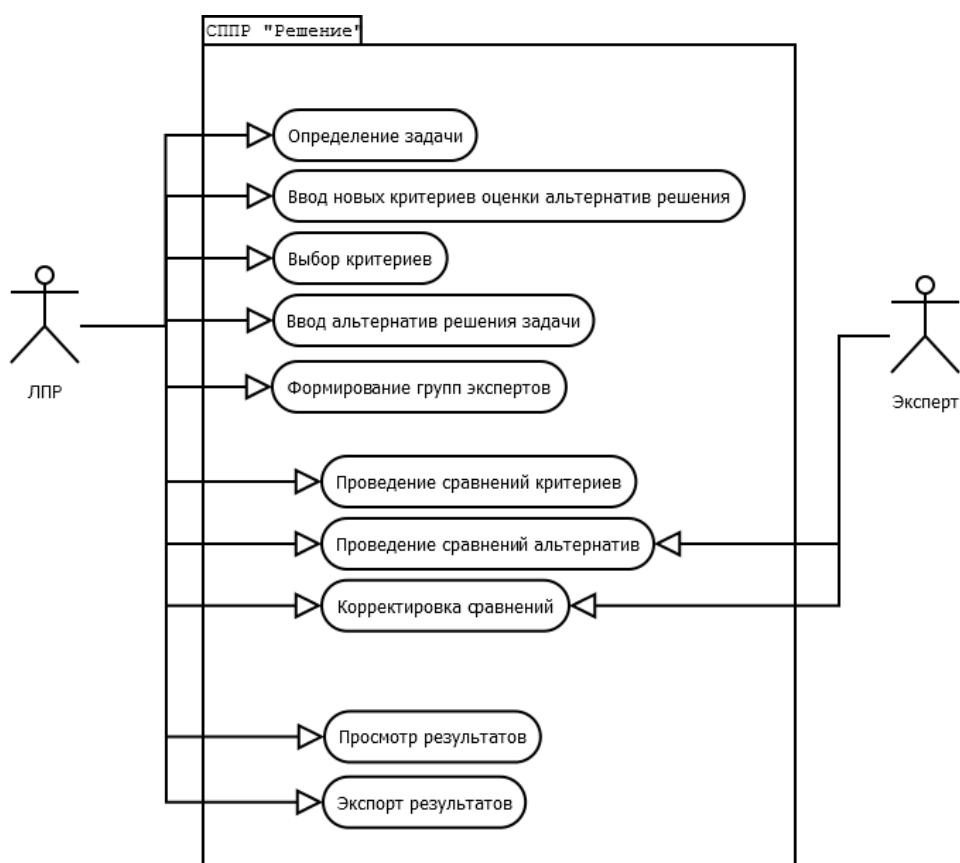 СППР "Решение"
Определение задачи
Ввод новых критериев оценки альтернатив решения
Выбор критериев
Ввод альтернатив решения задачи
Формирование групп экспертов
ЛПР
Эксперт
Проведение сравнений критериев
Проведение сравнений альтернатив
Корректировка сравнений
Просмотр результатов
Экспорт результатов